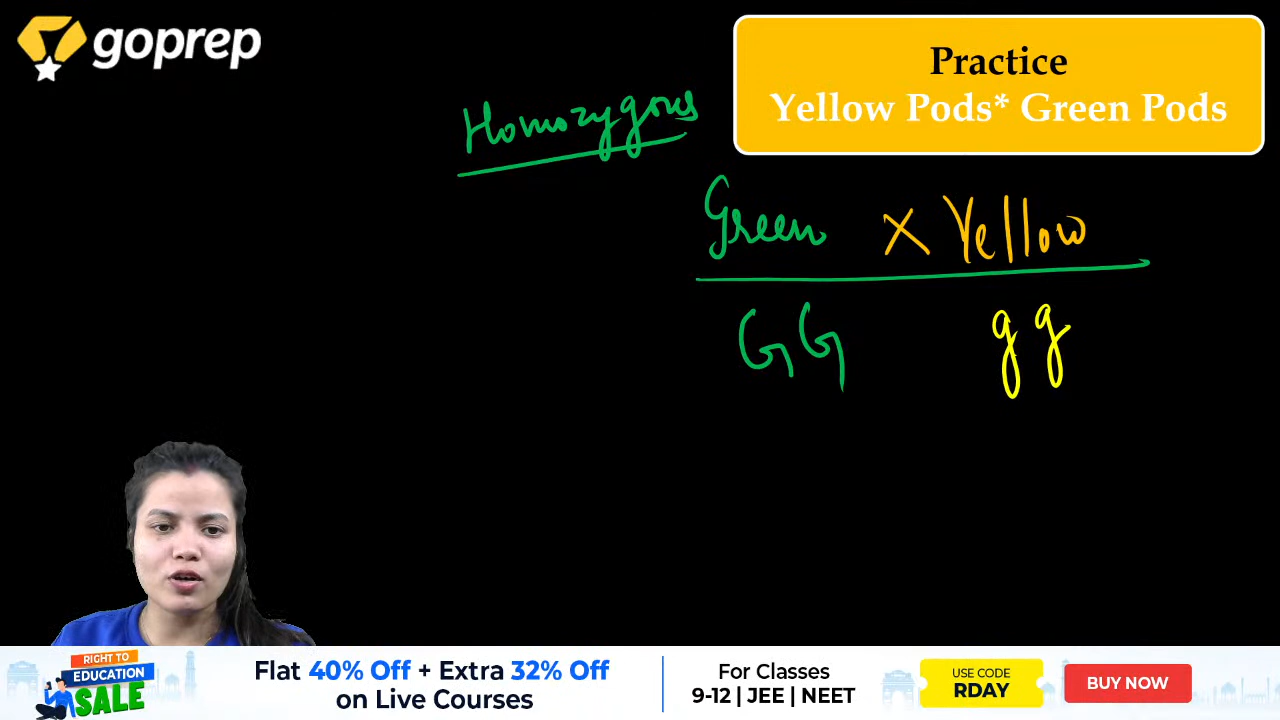 goprep
Practice
Yellow Pods* Green Pods
Homozygous
Green X Yellow
GG gg
RIGHT TO
EDUCATION
SALE
Flat 40% Off + Extra 32% Off
on Live Courses
For Classes
9-12 | JEE | NEET
USE CODE
RDAY
BUY NOW